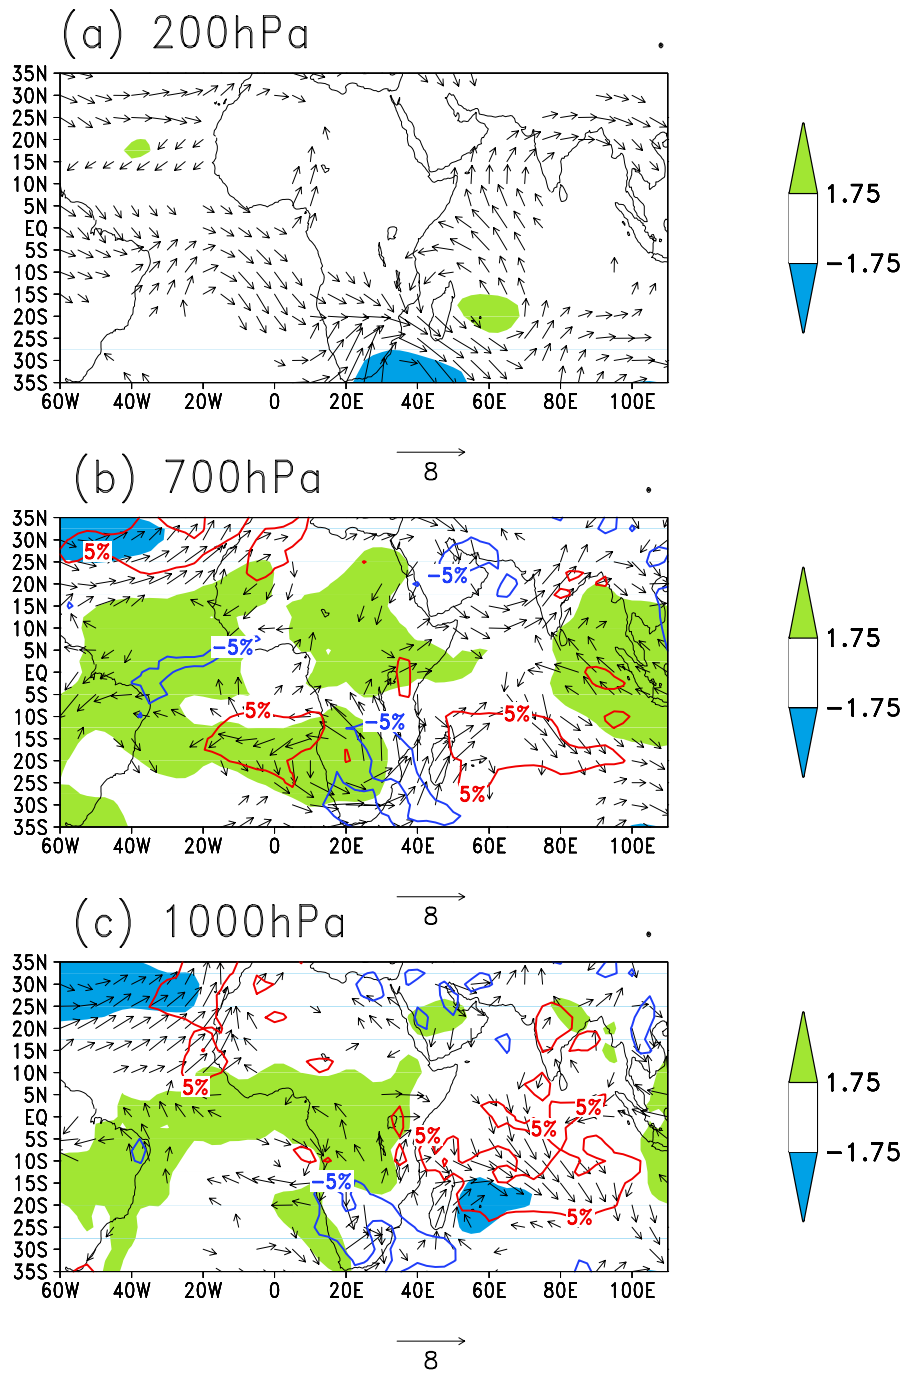 (a) 200hPa
35N
30N
25N
20N
15N
10N
5N
EQ
5S
10S
15S
20S
25S
30S
35S
60W 40W 20W 0 20E 40E 60E 80E 100E
8
1.75
−1.75
(b) 700hPa
35N
30N
25N
20N
15N
10N
5N
EQ
5S
10S
15S
20S
25S
30S
35S
5%
−5%
−5%
5%
−5%
5%
5%
60W 40W 20W 0 20E 40E 60E 80E 100E
8
1.75
−1.75
(c) 1000hPa
35N
30N
25N
20N
15N
10N
5N
EQ
5S
10S
15S
20S
25S
30S
35S
5%
5%
5%
5%
−5%
5%
60W 40W 20W 0 20E 40E 60E 80E 100E
8
1.75
−1.75